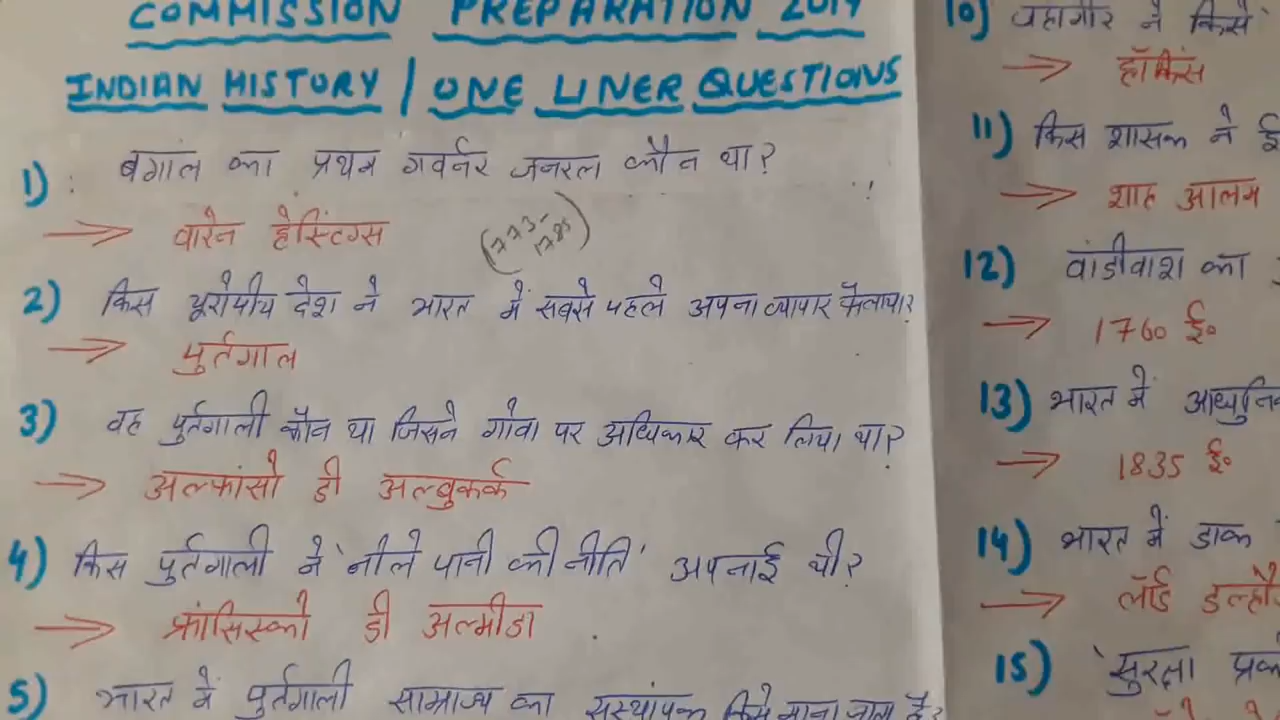 COMMISSION PREPARATION 2019
INDIAN HISTORY / ONE LINER QUESTIONS
1) बंगाल का प्रथम गवर्नर जनरल कौन था?
→ वारेन हेस्टिंग्स (1773-1785)
2) किस यूरोपीय देश ने भारत में सबसे पहले अपना व्यापार फैलाया?
→ पुर्तगाल
3) वह पुर्तगाली कौन था जिसने गोवा पर अधिकार कर लिया था?
→ अल्फांसो डी अल्बुकर्क
4) किस पुर्तगाली ने 'नीले पानी की नीति' अपनाई थी?
→ फ्रांसिस्को डी अल्मीडा
5) भारत में पुर्तगाली साम्राज्य का संस्थापक किसे माना जाता है?
10) जहांगीर ने किसे
→ हॉकिंस
11) किस शासक ने
→ शाह आलम
12) वांडीवाश का
→ 1760 ई०
13) भारत में
→ 1835 ई०
14) भारत में डाक
→ लॉर्ड
15) 'सुरक्षा